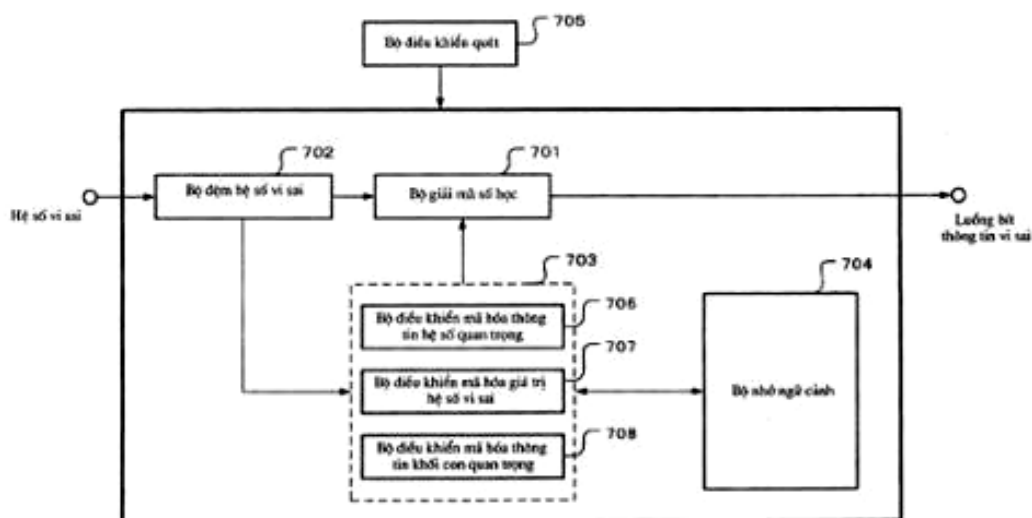 705
Bộ điều khiển quét
702
701
Bộ đệm hệ số vi sai
Bộ giải mã số học
Hệ số vi sai
Luồng bit
thông tin vi sai
703
704
706
Bộ điều khiển mã hóa thông
tin hệ số quan trọng
707
Bộ điều khiển mã hóa giá trị
hệ số vi sai
Bộ nhớ ngữ cảnh
708
Bộ điều khiển mã hóa thông
tin khối con quan trọng